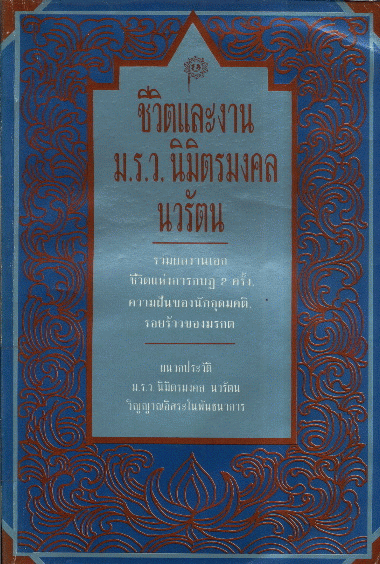 ชีวิตและงาน
ม.ร.ว. นิมิตรมงคล
นวรัตน
รวมผลงานเอก
ชีวิตแห่งการกบฏ ๒ ครั้ง,
ความฝันของนักอุดมคติ,
รอยร้าวของมรกต
ผนวกประวัติ
ม.ร.ว. นิมิตรมงคล นวรัตน
วิญญาณอิสระในพันธนาการ